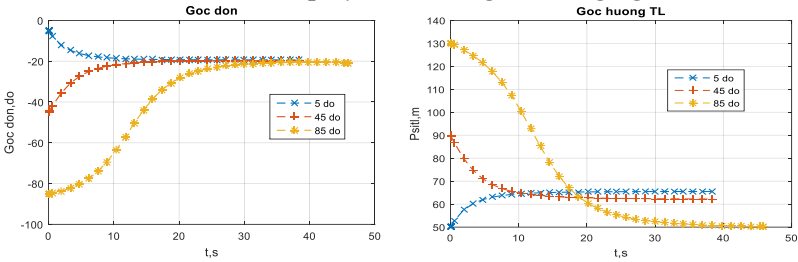 Goc don
0
-20
-40
-60
-80
-100
Goc don,do
0 10 20 30 40 50
t,s
5 do
45 do
85 do
Goc huong TL
140
130
120
110
100
90
80
70
60
50
Psitl,m
0 10 20 30 40 50
t,s
5 do
45 do
85 do